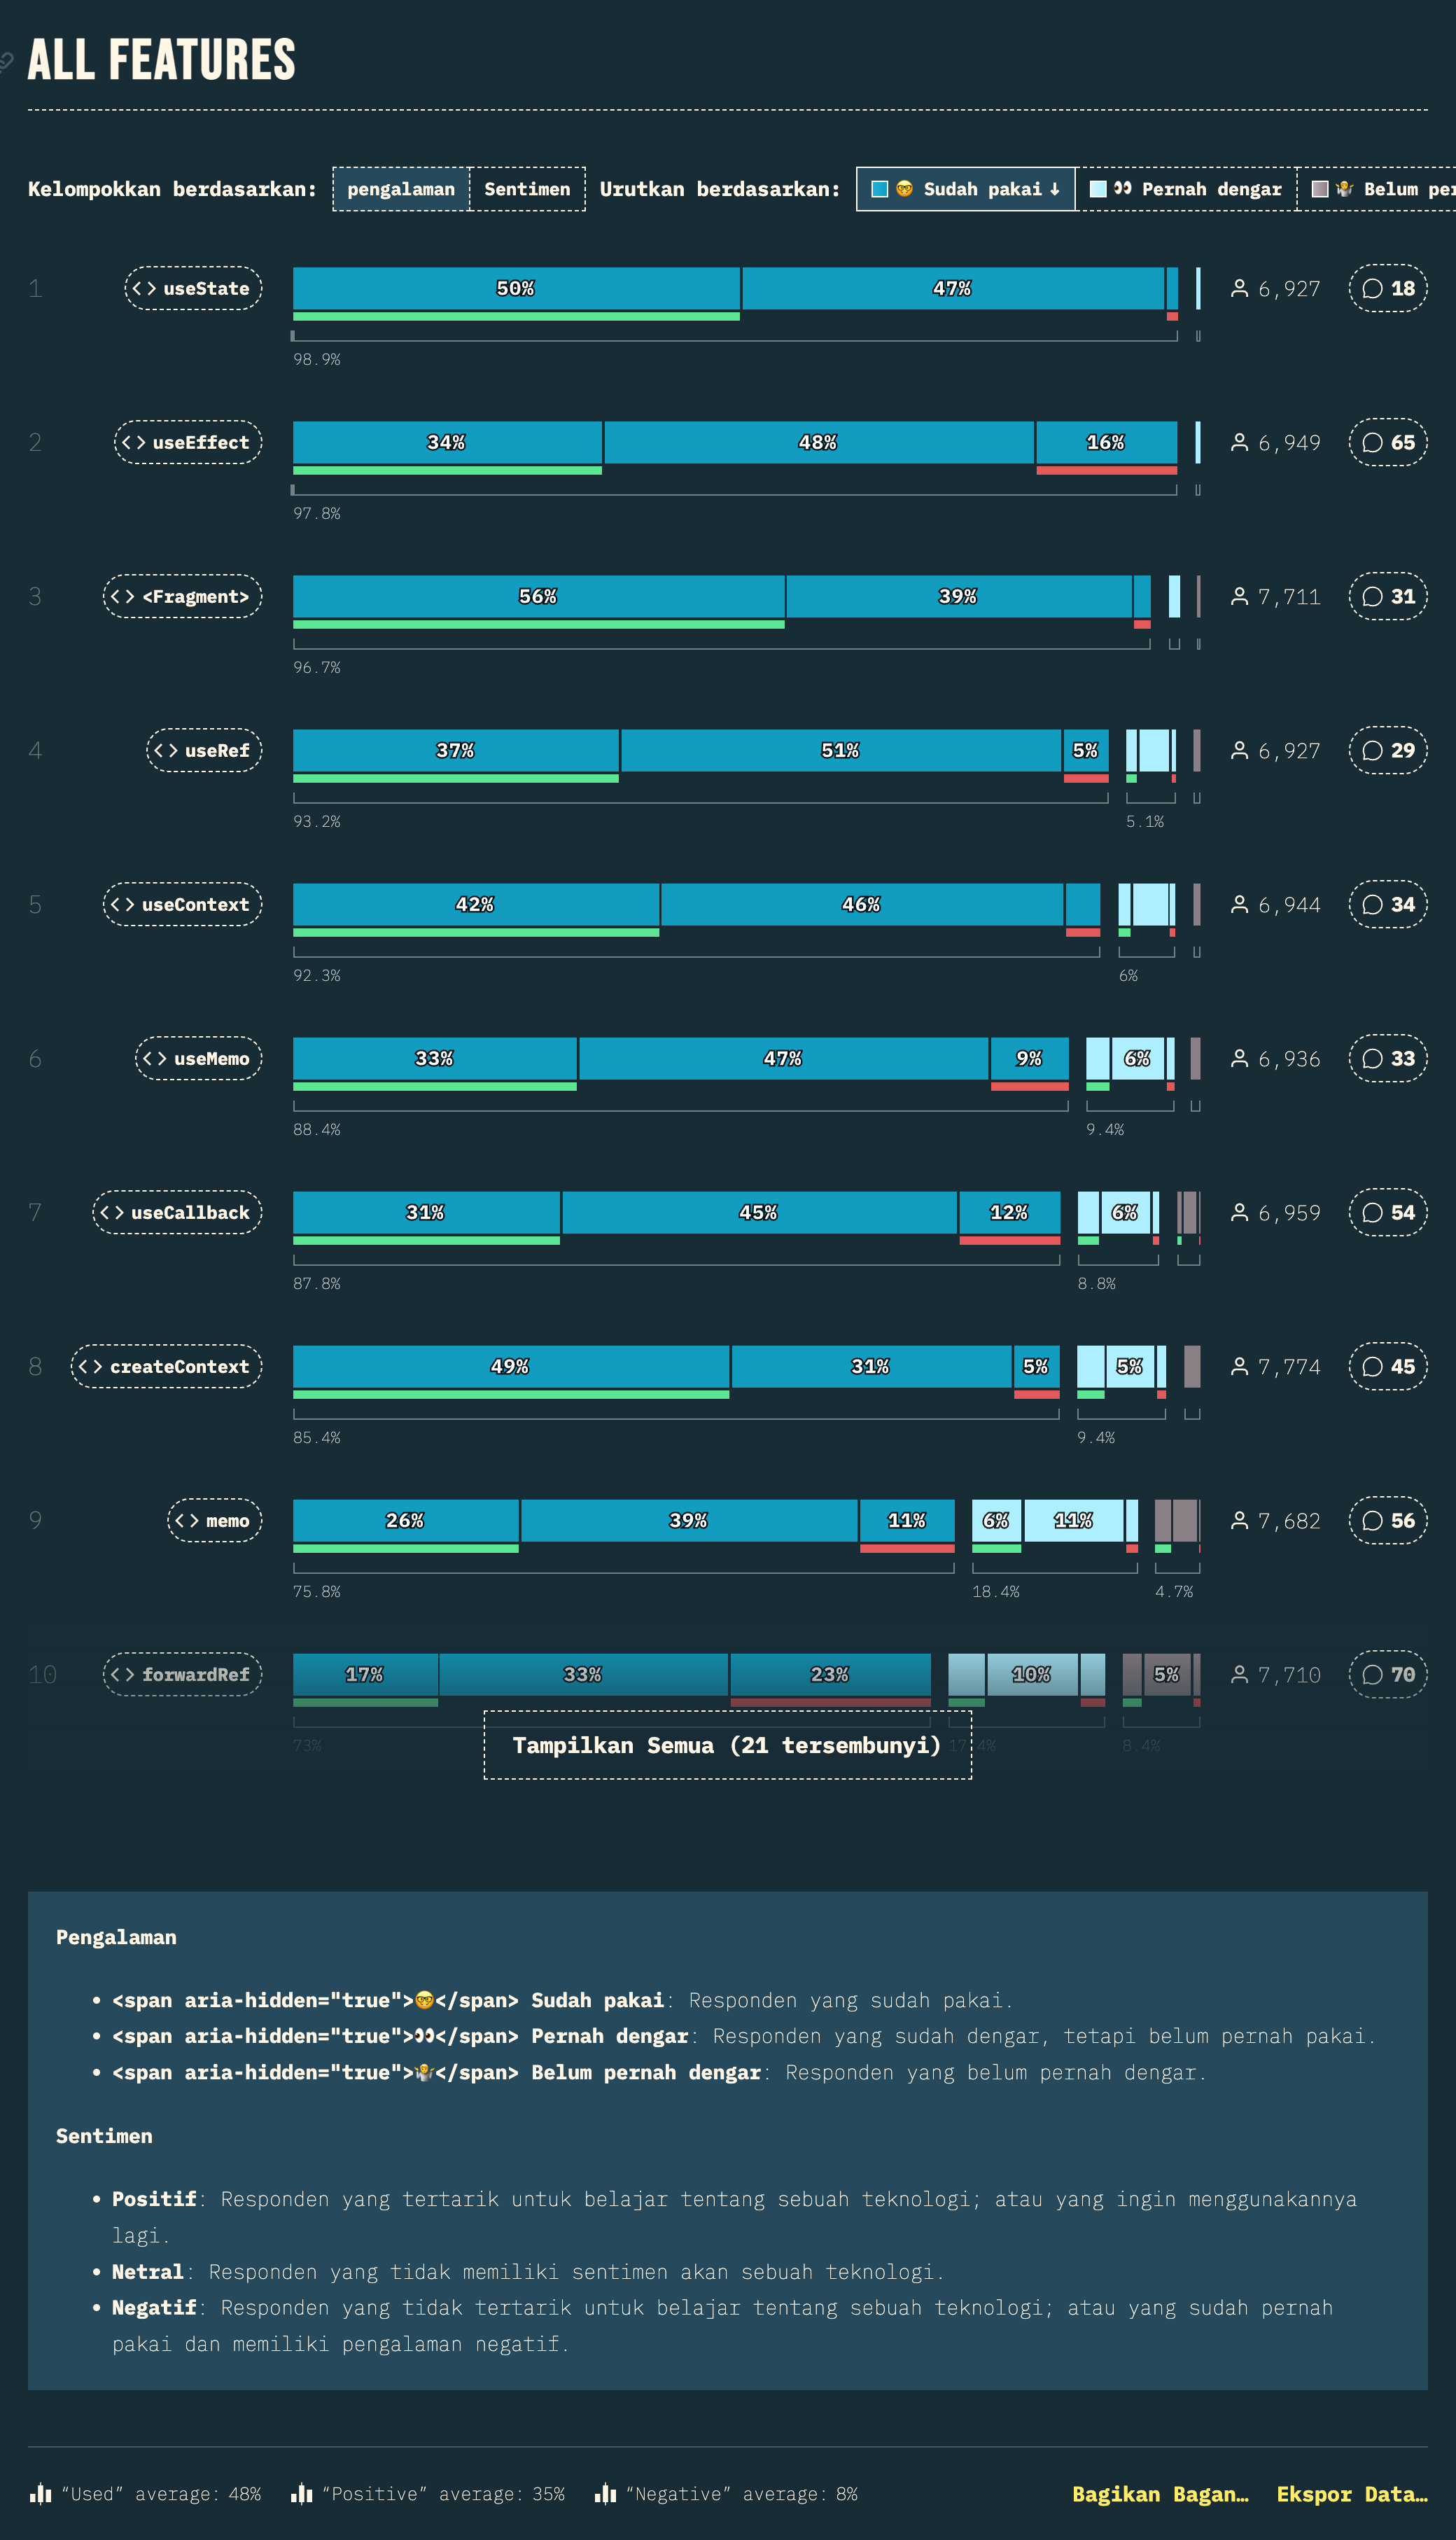 ALL FEATURES
Kelompokkan berdasarkan: pengalaman Sentimen Urutkan berdasarkan: 🤓 Sudah pakai ↓ 👀 Pernah dengar 🤷 Belum per
1 <> useState 50% 47% 6,927 18
98.9%
2 <> useEffect 34% 48% 16% 6,949 65
97.8%
3 <> <Fragment> 56% 39% 7,711 31
96.7%
4 <> useRef 37% 51% 5% 6,927 29
93.2% 5.1%
5 <> useContext 42% 46% 6,944 34
92.3% 6%
6 <> useMemo 33% 47% 9% 6% 6,936 33
88.4% 9.4%
7 <> useCallback 31% 45% 12% 6% 6,959 54
87.8% 8.8%
8 <> createContext 49% 31% 5% 5% 7,774 45
85.4% 9.4%
9 <> memo 26% 39% 11% 6% 11% 7,682 56
75.8% 18.4% 4.7%
10 <> forwardRef 17% 33% 23% 10% 5% 7,710 70
73% Tampilkan Semua (21 tersembunyi) 17.4% 8.4%
Pengalaman
• <span aria-hidden="true">🤓</span> Sudah pakai: Responden yang sudah pakai.
• <span aria-hidden="true">👀</span> Pernah dengar: Responden yang sudah dengar, tetapi belum pernah pakai.
• <span aria-hidden="true">🤷</span> Belum pernah dengar: Responden yang belum pernah dengar.
Sentimen
• Positif: Responden yang tertarik untuk belajar tentang sebuah teknologi; atau yang ingin menggunakannya
lagi.
• Netral: Responden yang tidak memiliki sentimen akan sebuah teknologi.
• Negatif: Responden yang tidak tertarik untuk belajar tentang sebuah teknologi; atau yang sudah pernah
pakai dan memiliki pengalaman negatif.
“Used” average: 48% “Positive” average: 35% “Negative” average: 8% Bagikan Bagan… Ekspor Data…